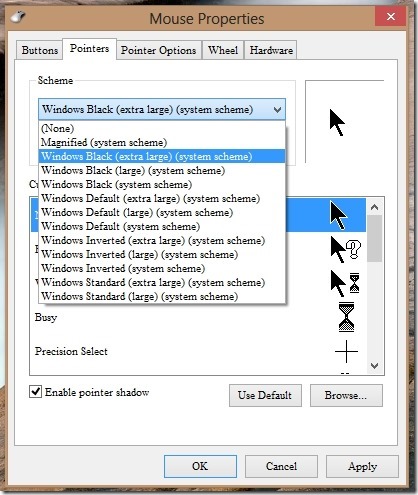 Mouse Properties
Buttons
Pointers
Pointer Options
Wheel
Hardware
Scheme
Windows Black (extra large) (system scheme)
(None)
Magnified (system scheme)
Windows Black (extra large) (system scheme)
Windows Black (large) (system scheme)
Windows Black (system scheme)
Windows Default (extra large) (system scheme)
Windows Default (large) (system scheme)
Windows Default (system scheme)
Windows Inverted (extra large) (system scheme)
Windows Inverted (large) (system scheme)
Windows Inverted (system scheme)
Windows Standard (extra large) (system scheme)
Windows Standard (large) (system scheme)
Busy
Precision Select
Enable pointer shadow
Use Default
Browse...
OK
Cancel
Apply